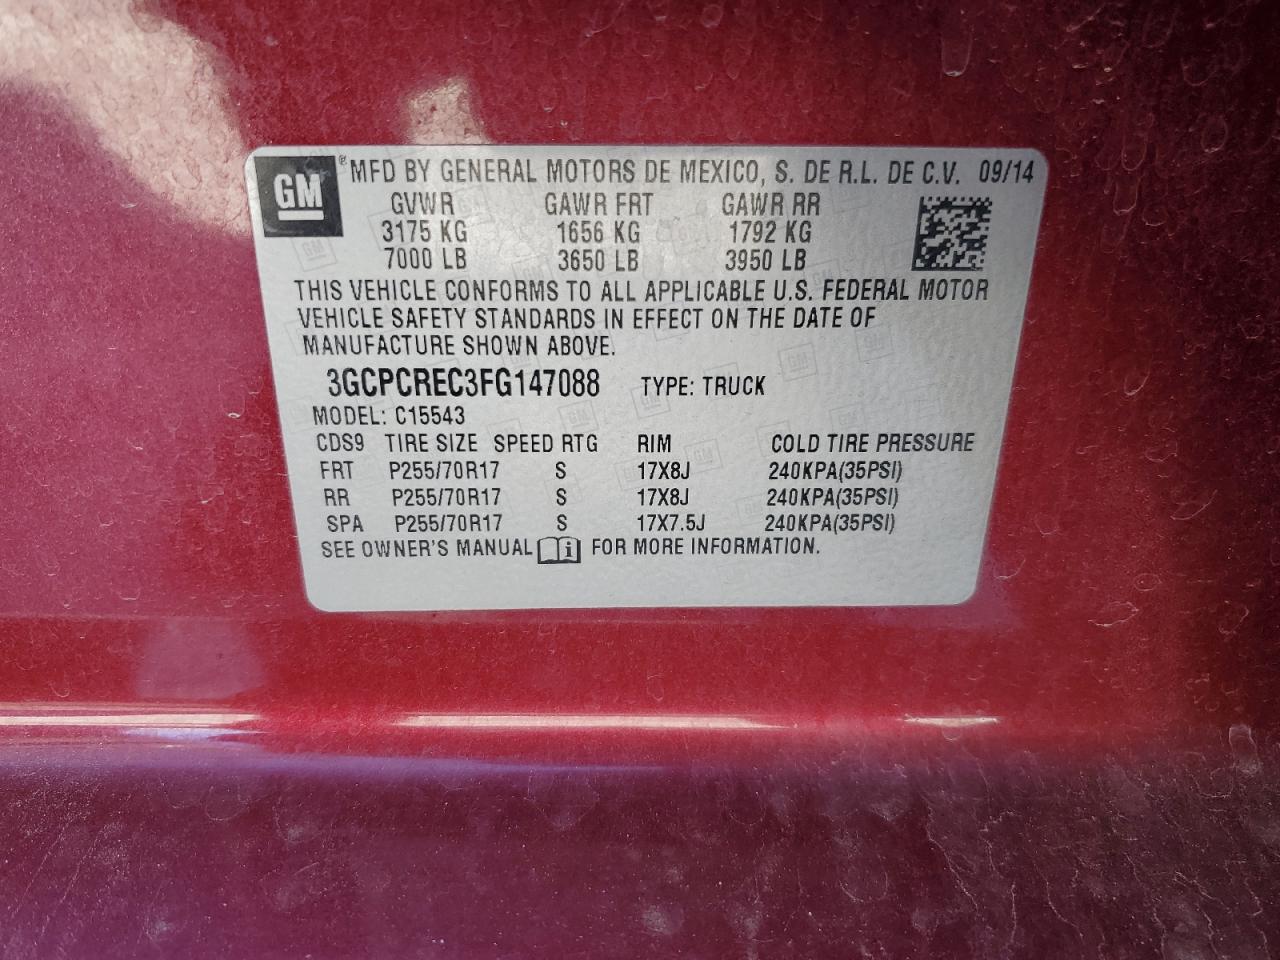 GM® MFD BY GENERAL MOTORS DE MEXICO, S. DE R.L. DE C.V. 09/14
GVWR GAWR FRT GAWR RR
3175 KG 1656 KG 1792 KG
7000 LB 3650 LB 3950 LB
THIS VEHICLE CONFORMS TO ALL APPLICABLE U.S. FEDERAL MOTOR
VEHICLE SAFETY STANDARDS IN EFFECT ON THE DATE OF
MANUFACTURE SHOWN ABOVE.
3GCPCREC3FG147088 TYPE: TRUCK
MODEL: C15543
CDS9 TIRE SIZE SPEED RTG RIM COLD TIRE PRESSURE
FRT P255/70R17 S 17X8J 240KPA(35PSI)
RR P255/70R17 S 17X8J 240KPA(35PSI)
SPA P255/70R17 S 17X7.5J 240KPA(35PSI)
SEE OWNER'S MANUAL i FOR MORE INFORMATION.